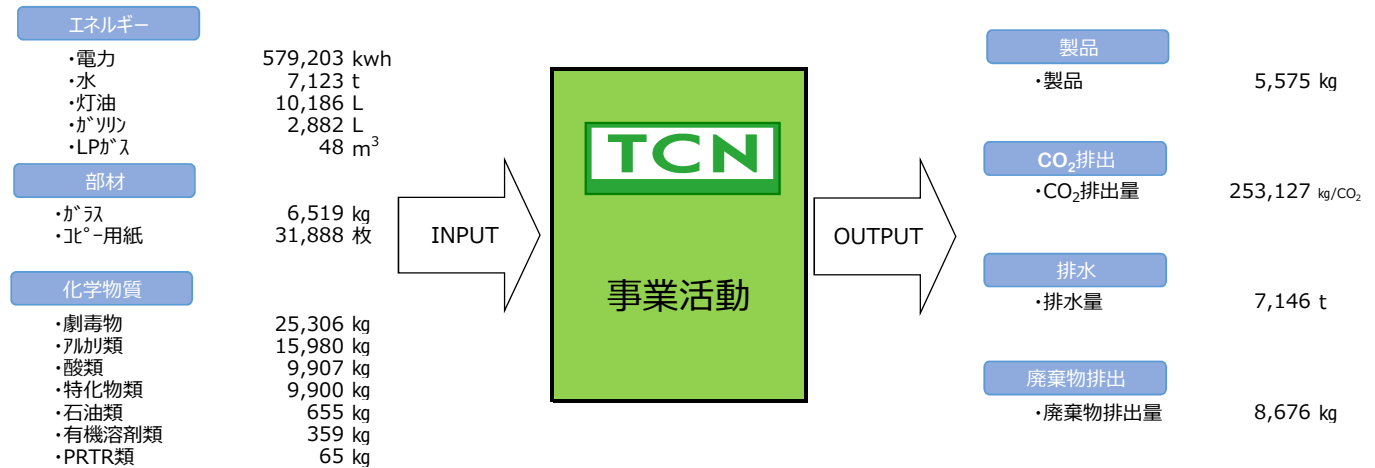 エネルギー
・電力 579,203 kwh
・水 7,123 t
・灯油 10,186 L
・ｶﾞｿﾘﾝ 2,882 L
・LPｶﾞｽ 48 m³
部材
・ｶﾞﾗｽ 6,519 kg
・ｺﾋﾟｰ用紙 31,888 枚
化学物質
・劇毒物 25,306 kg
・ｱﾙｶﾘ類 15,980 kg
・酸類 9,907 kg
・特化物類 9,900 kg
・石油類 655 kg
・有機溶剤類 359 kg
・PRTR類 65 kg
INPUT
TCN
事業活動
OUTPUT
製品
・製品 5,575 kg
CO₂排出
・CO₂排出量 253,127 kg/CO₂
排水
・排水量 7,146 t
廃棄物排出
・廃棄物排出量 8,676 kg